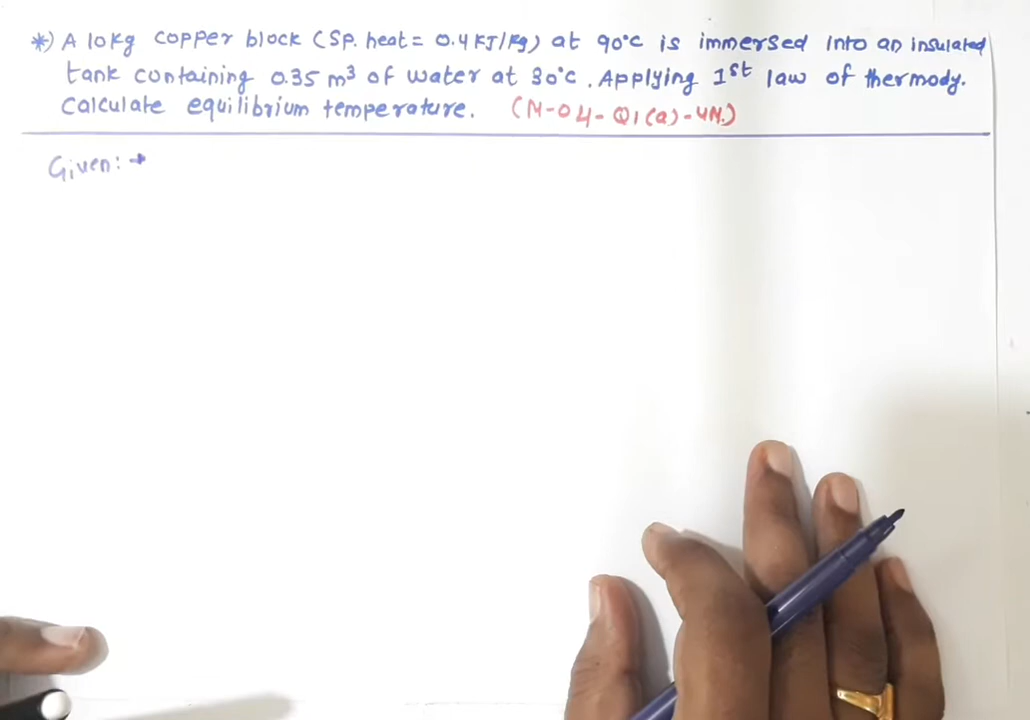 *) A 10kg copper block (Sp. heat = 0.4 KJ/kg) at 90°c is immersed into an insulated
tank containing 0.35 m³ of water at 30°c. Applying 1st law of thermody.
Calculate equilibrium temperature. (N-04-Q1(a)-4M.)
Given:→